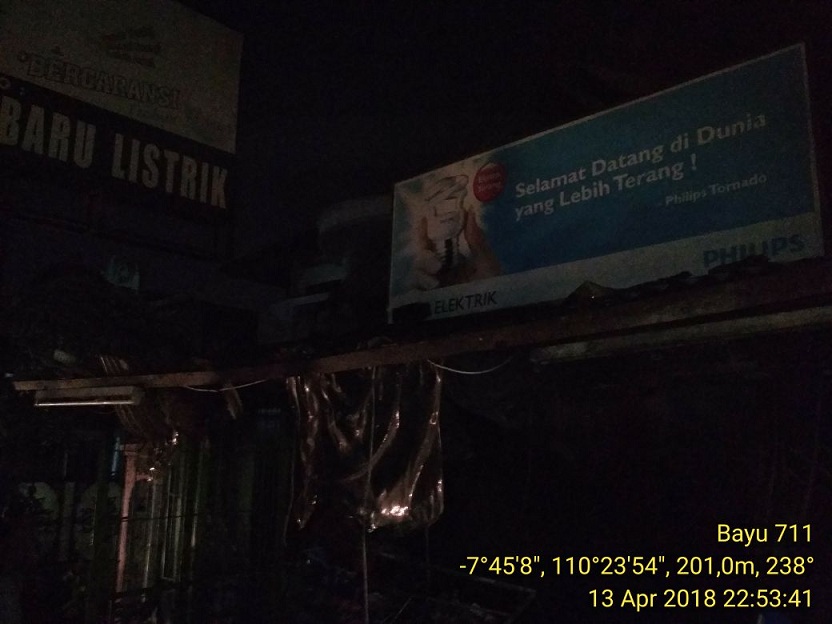 BERGARANSI
BARU LISTRIK
Selamat Datang di Dunia
yang Lebih Terang !
- Philips Tornado
PHILIPS
ELEKTRIK
Bayu 711
-7°45'8", 110°23'54", 201,0m, 238°
13 Apr 2018 22:53:41